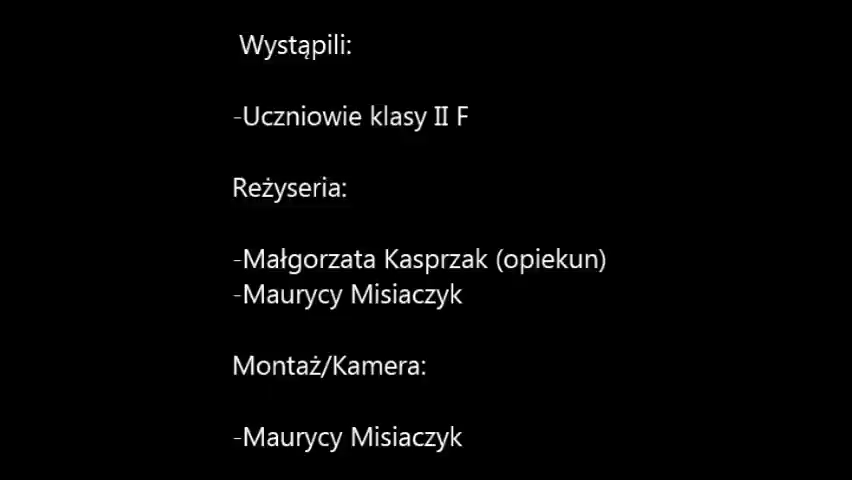 Wystąpili:
-Uczniowie klasy II F
Reżyseria:
-Małgorzata Kasprzak (opiekun)
-Maurycy Misiaczyk
Montaż/Kamera:
-Maurycy Misiaczyk